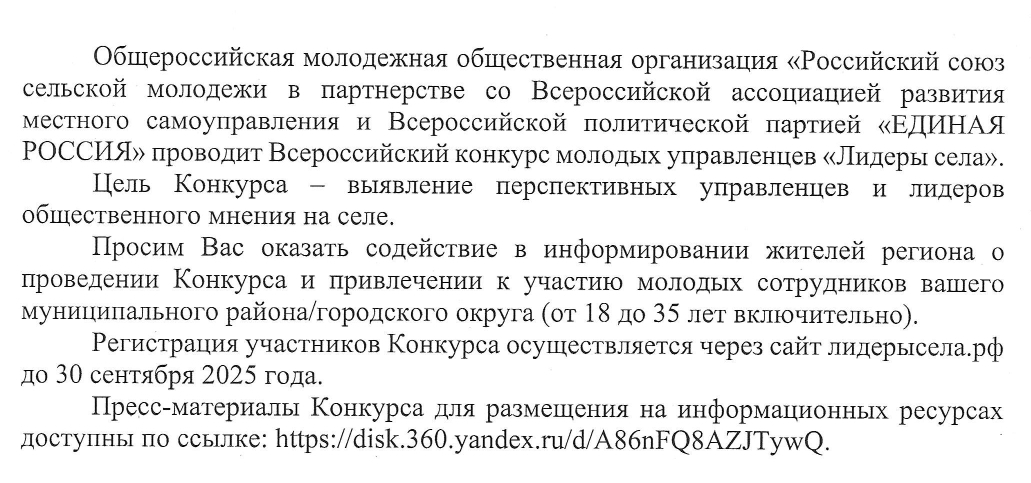 Общероссийская молодежная общественная организация «Российский союз
сельской молодежи в партнерстве со Всероссийской ассоциацией развития
местного самоуправления и Всероссийской политической партией «ЕДИНАЯ
РОССИЯ» проводит Всероссийский конкурс молодых управленцев «Лидеры села».
Цель Конкурса – выявление перспективных управленцев и лидеров
общественного мнения на селе.
Просим Вас оказать содействие в информировании жителей региона о
проведении Конкурса и привлечении к участию молодых сотрудников вашего
муниципального района/городского округа (от 18 до 35 лет включительно).
Регистрация участников Конкурса осуществляется через сайт лидерысела.рф
до 30 сентября 2025 года.
Пресс-материалы Конкурса для размещения на информационных ресурсах
доступны по ссылке: https://disk.360.yandex.ru/d/A86nFQ8AZJTywQ.